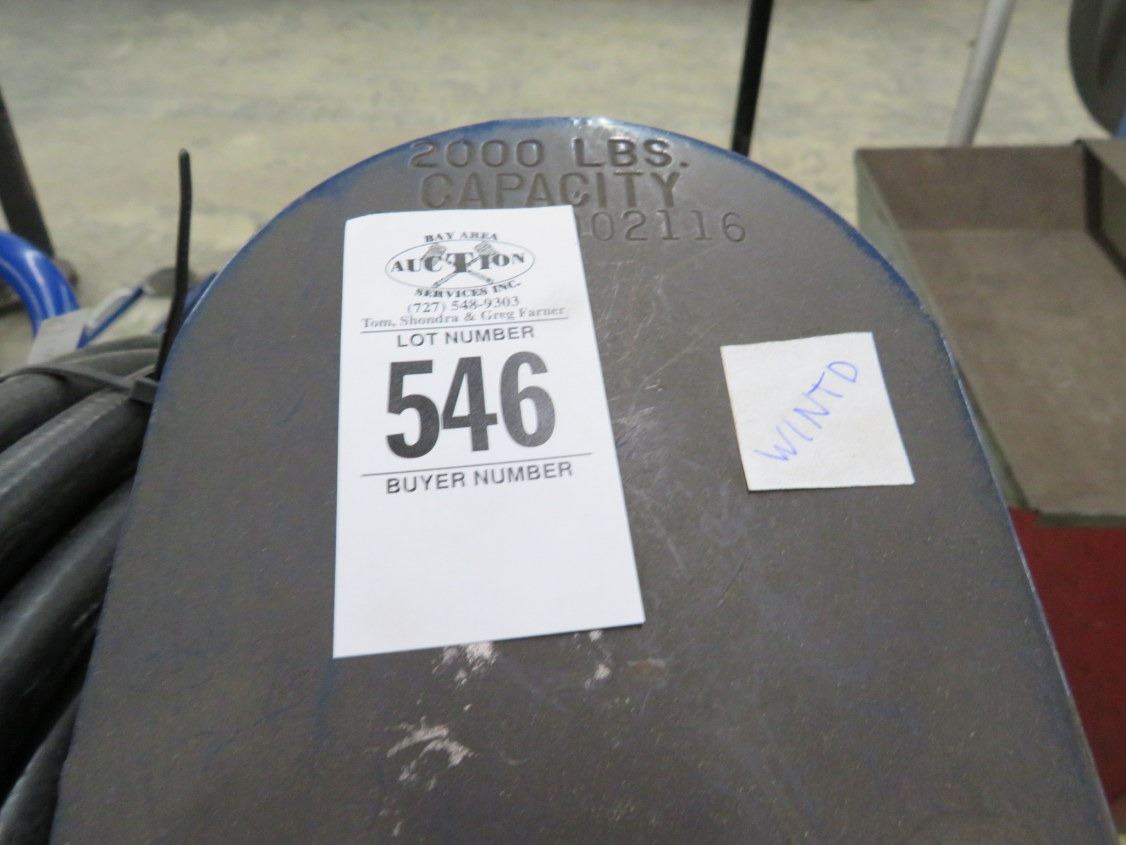 2000 LBS.
CAPACITY
02116
BAY AREA
AUCTION
SERVICES INC.
(727) 548-9303
Tom, Shondra & Greg Farner
LOT NUMBER
546
BUYER NUMBER
WINTD